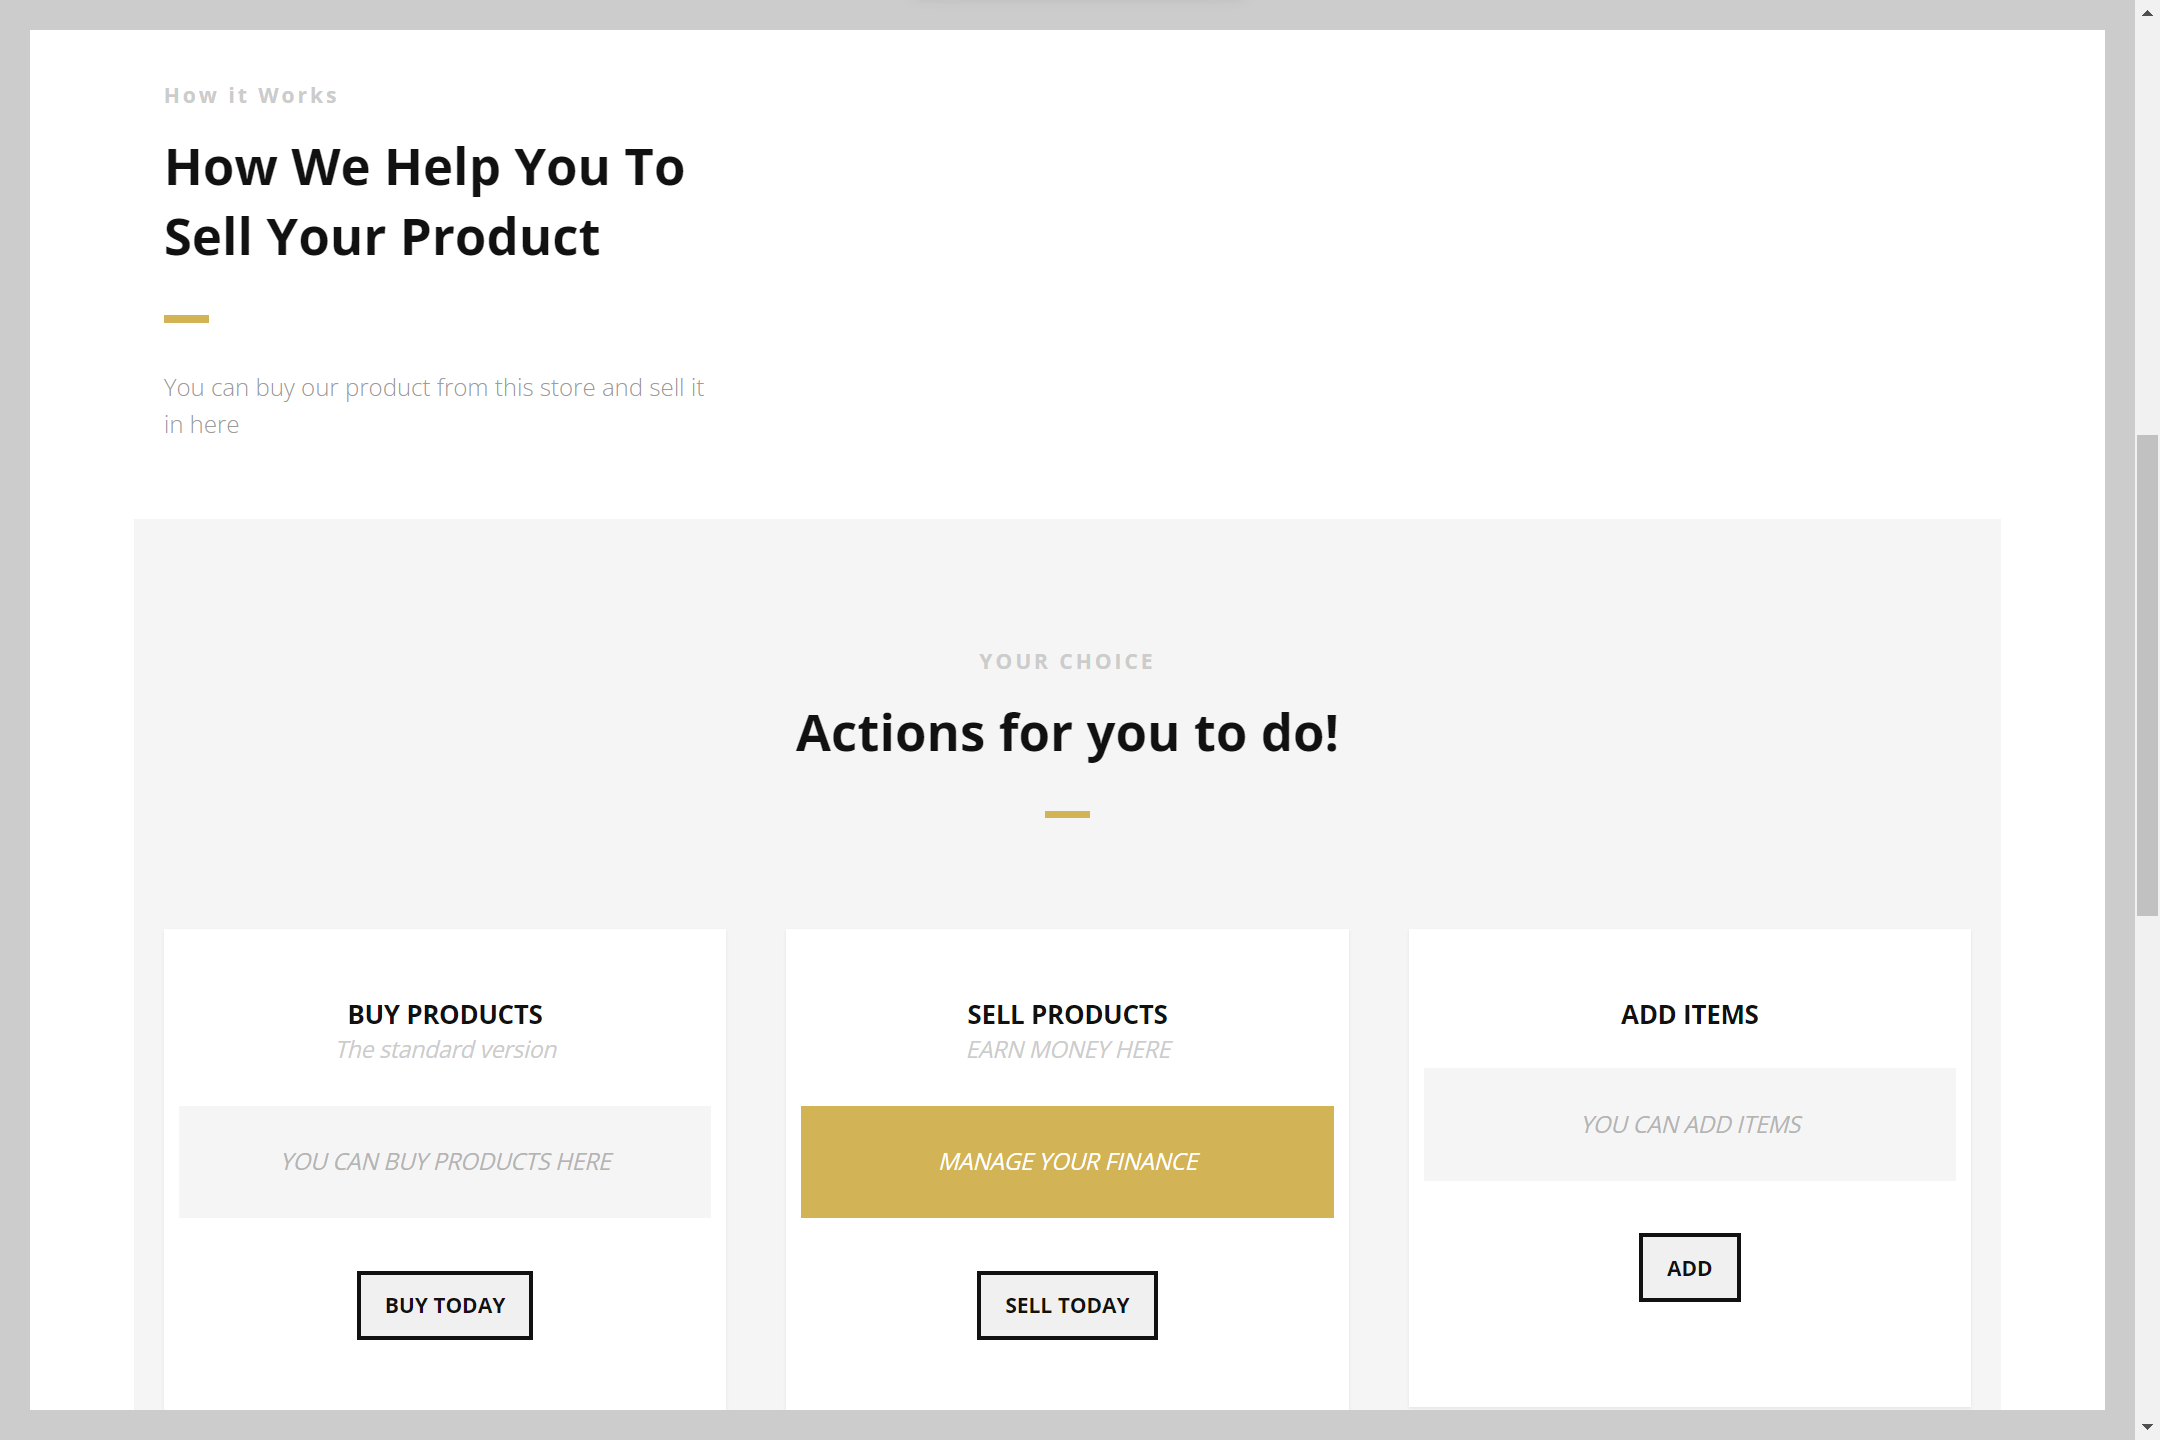 How it Works
How We Help You To
Sell Your Product
You can buy our product from this store and sell it
in here
YOUR CHOICE
Actions for you to do!
BUY PRODUCTS
The standard version
YOU CAN BUY PRODUCTS HERE
BUY TODAY
SELL PRODUCTS
EARN MONEY HERE
MANAGE YOUR FINANCE
SELL TODAY
ADD ITEMS
YOU CAN ADD ITEMS
ADD